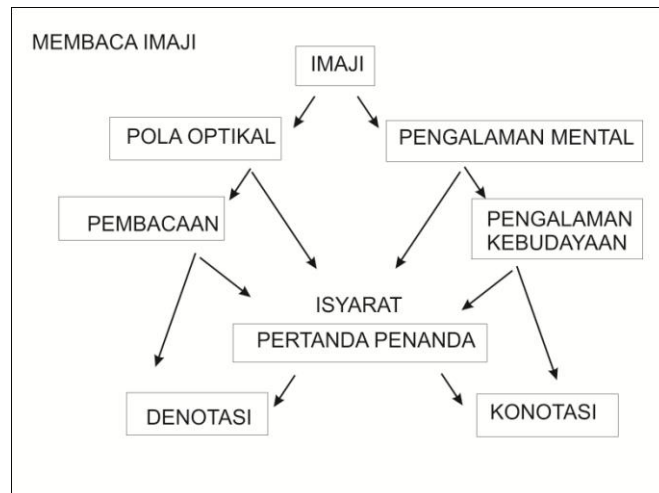 MEMBACA IMAJI
IMAJI
POLA OPTIKAL
PENGALAMAN MENTAL
PEMBACAAN
PENGALAMAN
KEBUDAYAAN
ISYARAT
PERTANDA PENANDA
DENOTASI
KONOTASI